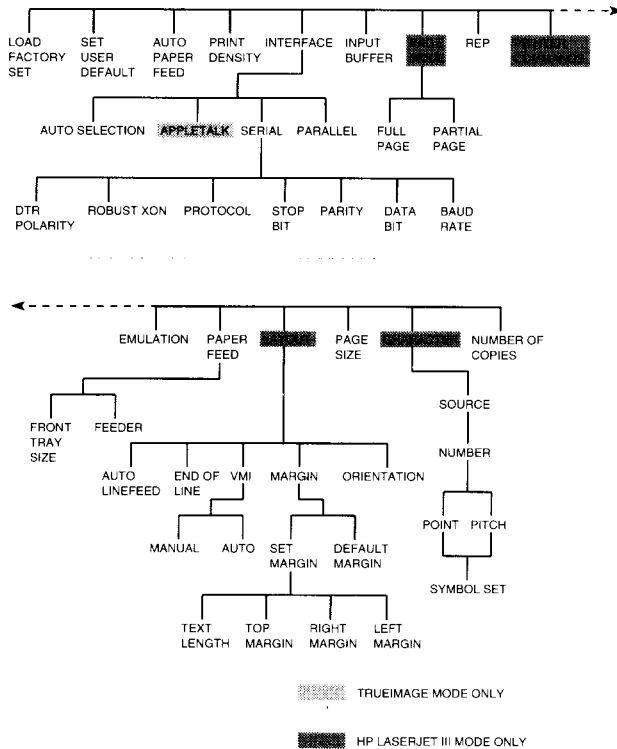 LOAD FACTORY SET
SET USER DEFAULT
AUTO PAPER FEED
PRINT DENSITY
INTERFACE
INPUT BUFFER
REP
AUTO SELECTION
APPLETALK
SERIAL
PARALLEL
FULL PAGE
PARTIAL PAGE
DTR POLARITY
ROBUST XON
PROTOCOL
STOP BIT
PARITY
DATA BIT
BAUD RATE
EMULATION
PAPER FEED
LAYOUT
PAGE SIZE
CHARACTER
NUMBER OF COPIES
FRONT TRAY SIZE
FEEDER
SOURCE
NUMBER
AUTO LINEFEED
END OF LINE
VMI
MARGIN
ORIENTATION
POINT
PITCH
MANUAL
AUTO
SET MARGIN
DEFAULT MARGIN
SYMBOL SET
TEXT LENGTH
TOP MARGIN
RIGHT MARGIN
LEFT MARGIN
TRUEIMAGE MODE ONLY
HP LASERJET III MODE ONLY